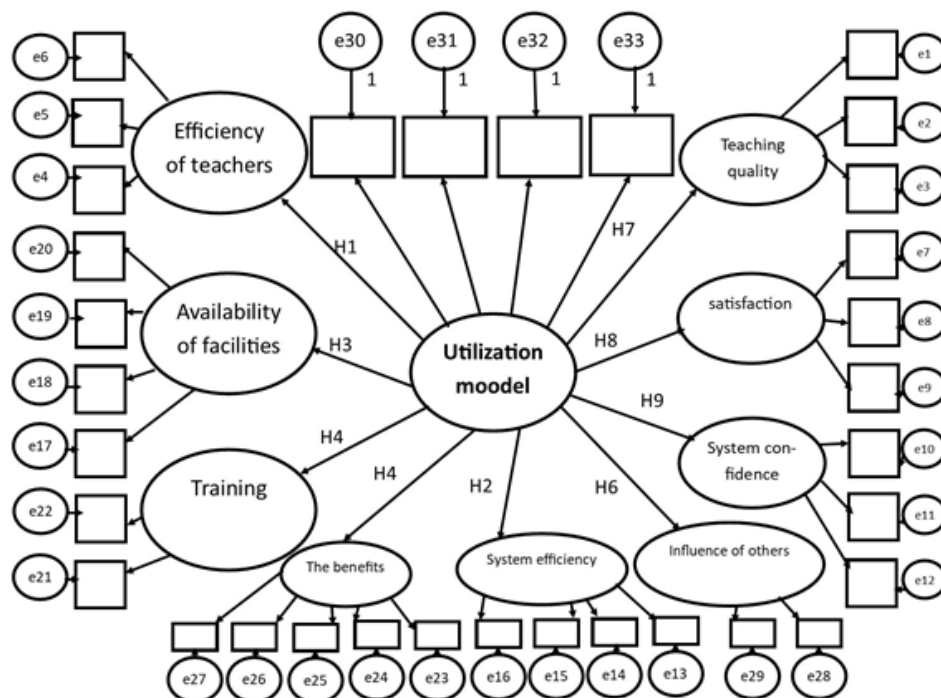 e30
e31
e32
e33
1
1
1
1
e6
e5
e4
Efficiency
of teachers
Teaching
quality
e1
e2
e3
H1
H7
e20
e19
e18
e17
Availability
of facilities
H3
Utilization
moodel
H8
satisfaction
e7
e8
e9
H4
H4
H2
H6
H9
System con-
fidence
e10
e11
e12
Training
e22
e21
The benefits
System efficiency
Influence of others
e27
e26
e25
e24
e23
e16
e15
e14
e13
e29
e28